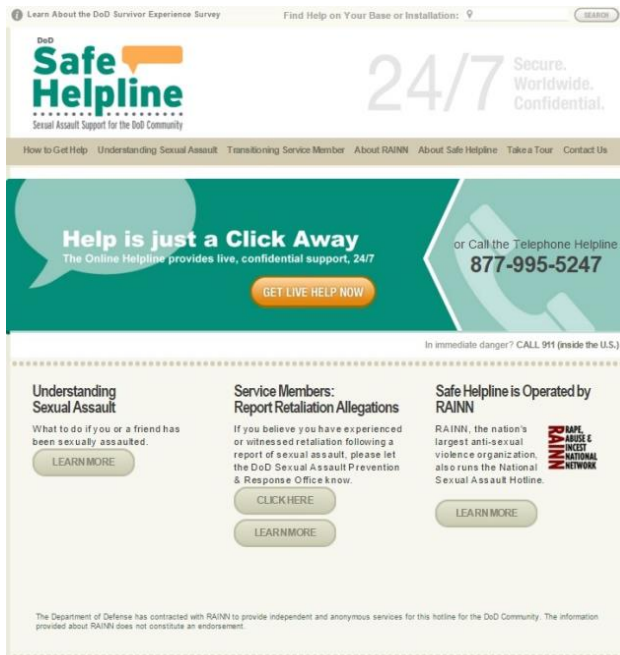 Learn About the DoD Survivor Experience Survey
Find Help on Your Base or Installation:
SEARCH
DoD
Safe
Helpline
Sexual Assault Support for the DoD Community
24/7
Secure.
Worldwide.
Confidential.
How to Get Help Understanding Sexual Assault Transitioning Service Member About RAINN About Safe Helpline Take a Tour Contact Us
Help is just a Click Away
The Online Helpline provides live, confidential support, 24/7
GET LIVE HELP NOW
or Call the Telephone Helpline
877-995-5247
In immediate danger? CALL 911 (inside the U.S.)
Understanding
Sexual Assault
What to do if you or a friend has
been sexually assaulted.
LEARN MORE
Service Members:
Report Retaliation Allegations
If you believe you have experienced
or witnessed retaliation following a
report of sexual assault, please let
the DoD Sexual Assault Prevention
& Response Office know.
CLICK HERE
LEARN MORE
Safe Helpline is Operated by
RAINN
RAINN, the nation's
largest anti-sexual
violence organization,
also runs the National
Sexual Assault Hotline.
RAINN
RAPE,
ABUSE &
INCEST
NATIONAL
NETWORK
LEARN MORE
The Department of Defense has contracted with RAINN to provide independent and anonymous services for this hotline for the DoD Community. The information
provided about RAINN does not constitute an endorsement.